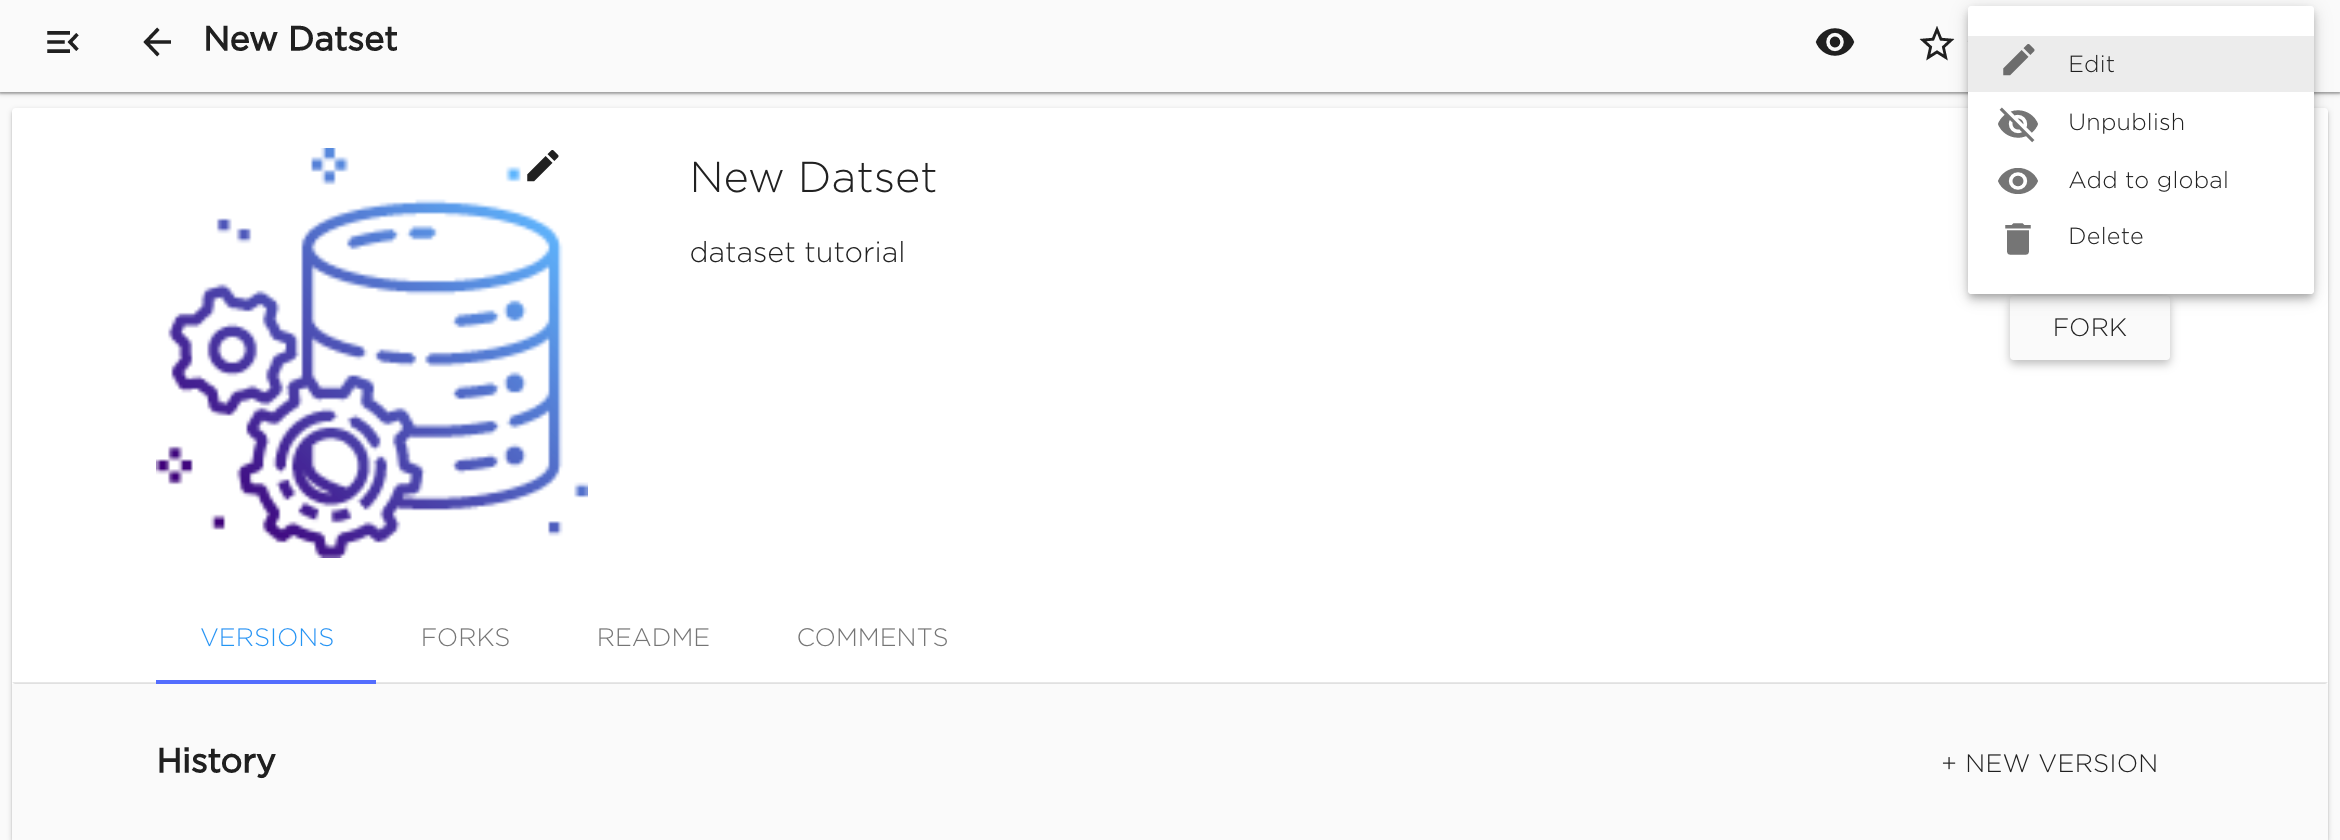 New Datset
Edit
Unpublish
Add to global
Delete
New Datset
dataset tutorial
FORK
VERSIONS FORKS README COMMENTS
History
+ NEW VERSION